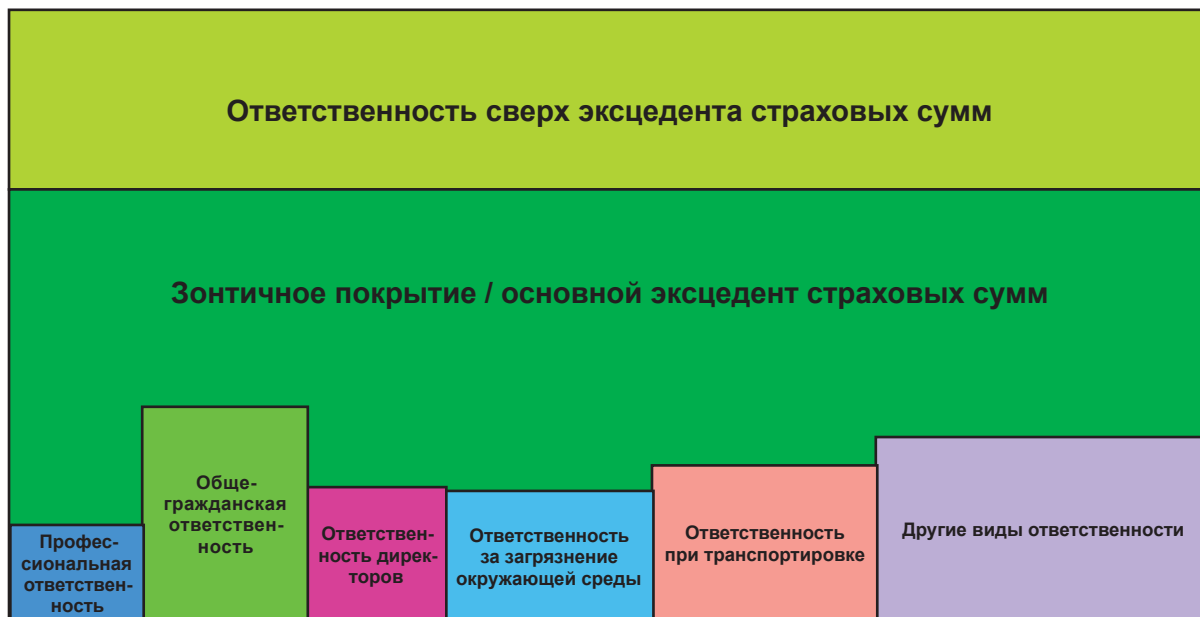 Ответственность сверх эксцедента страховых сумм
Зонтичное покрытие / основной эксцедент страховых сумм
Профес-
сиональная
ответствен-
ность
Обще-
гражданская
ответствен-
ность
Ответствен-
ность дирек-
торов
Ответственность
за загрязнение
окружающей среды
Ответственность
при транспортировке
Другие виды ответственности